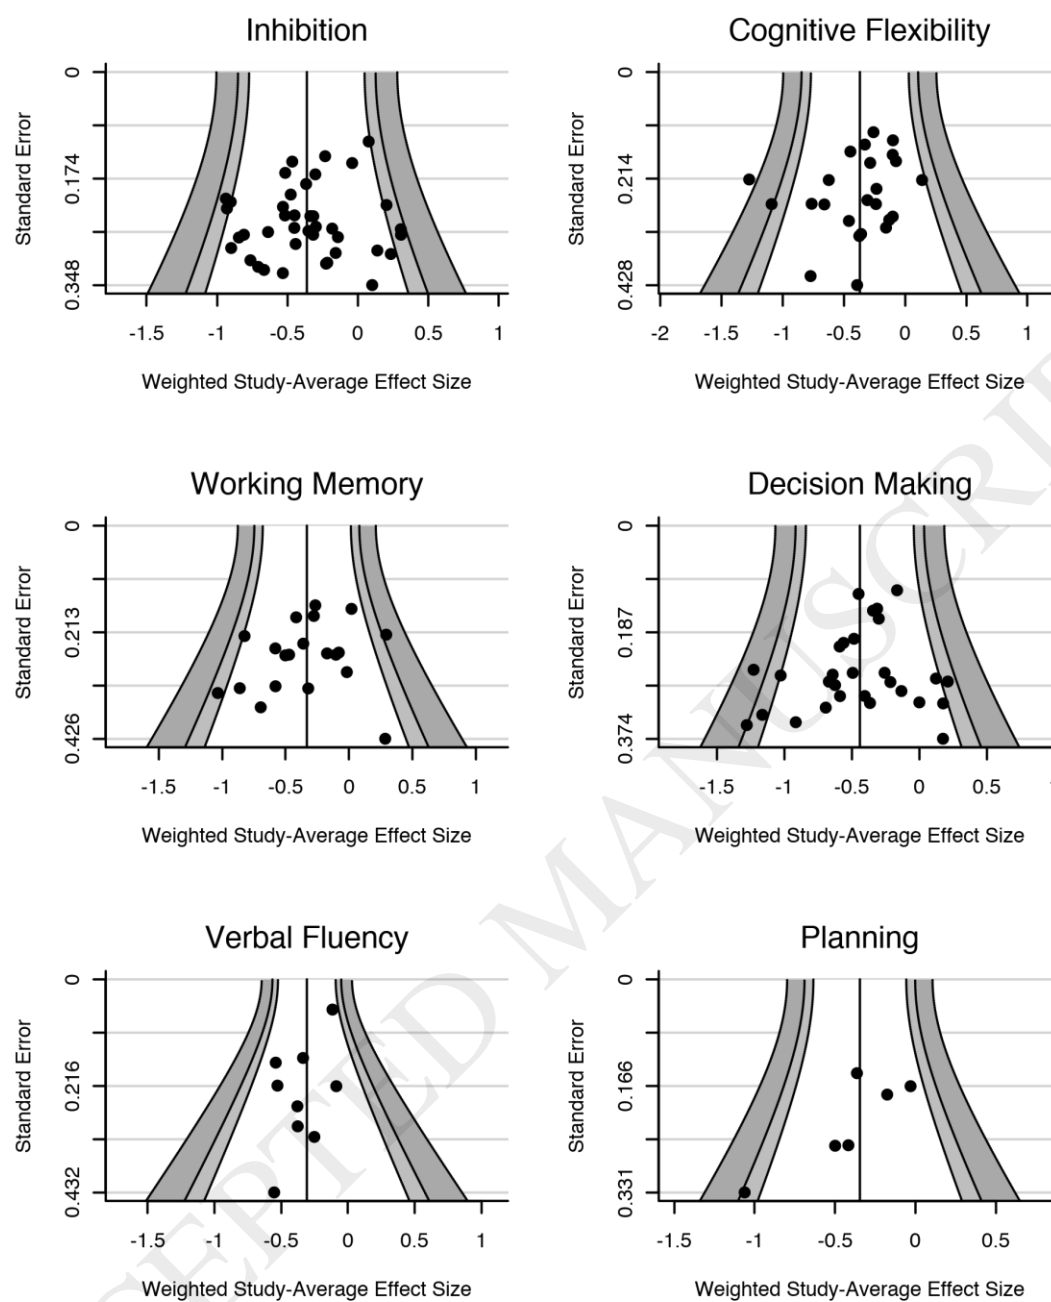 Inhibition
Standard Error
0
0.174
0.348
-1.5 -1 -0.5 0 0.5 1
Weighted Study-Average Effect Size
Cognitive Flexibility
Standard Error
0
0.214
0.428
-2 -1.5 -1 -0.5 0 0.5 1
Weighted Study-Average Effect Size
Working Memory
Standard Error
0
0.213
0.426
-1.5 -1 -0.5 0 0.5 1
Weighted Study-Average Effect Size
Decision Making
Standard Error
0
0.187
0.374
-1.5 -1 -0.5 0 0.5
Weighted Study-Average Effect Size
Verbal Fluency
Standard Error
0
0.216
0.432
-1.5 -1 -0.5 0 0.5 1
Weighted Study-Average Effect Size
Planning
Standard Error
0
0.166
0.331
-1.5 -1 -0.5 0 0.5
Weighted Study-Average Effect Size
CEPTED MANUSCRI